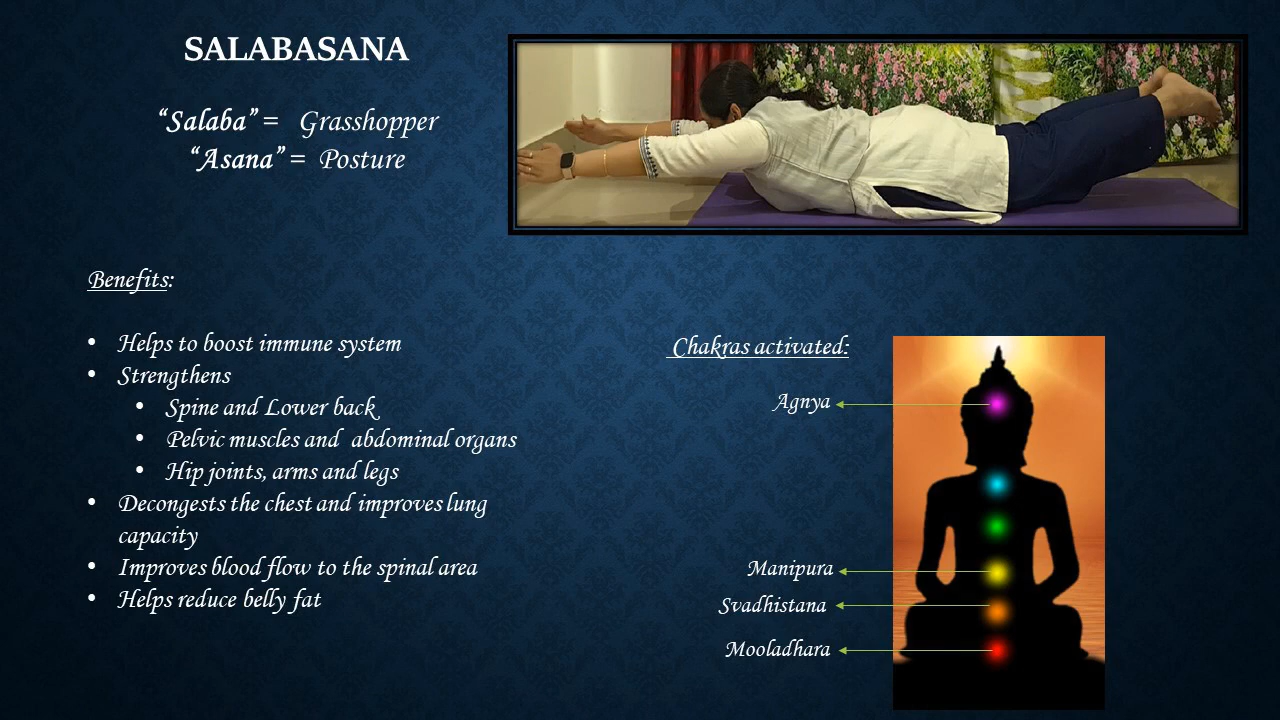 SALABASANA
“Salaba” = Grasshopper
“Asana” = Posture
Benefits:
• Helps to boost immune system
• Strengthens
• Spine and Lower back
• Pelvic muscles and abdominal organs
• Hip joints, arms and legs
• Decongests the chest and improves lung
capacity
• Improves blood flow to the spinal area
• Helps reduce belly fat
Chakras activated:
Agnya
Manipura
Svadhistana
Mooladhara